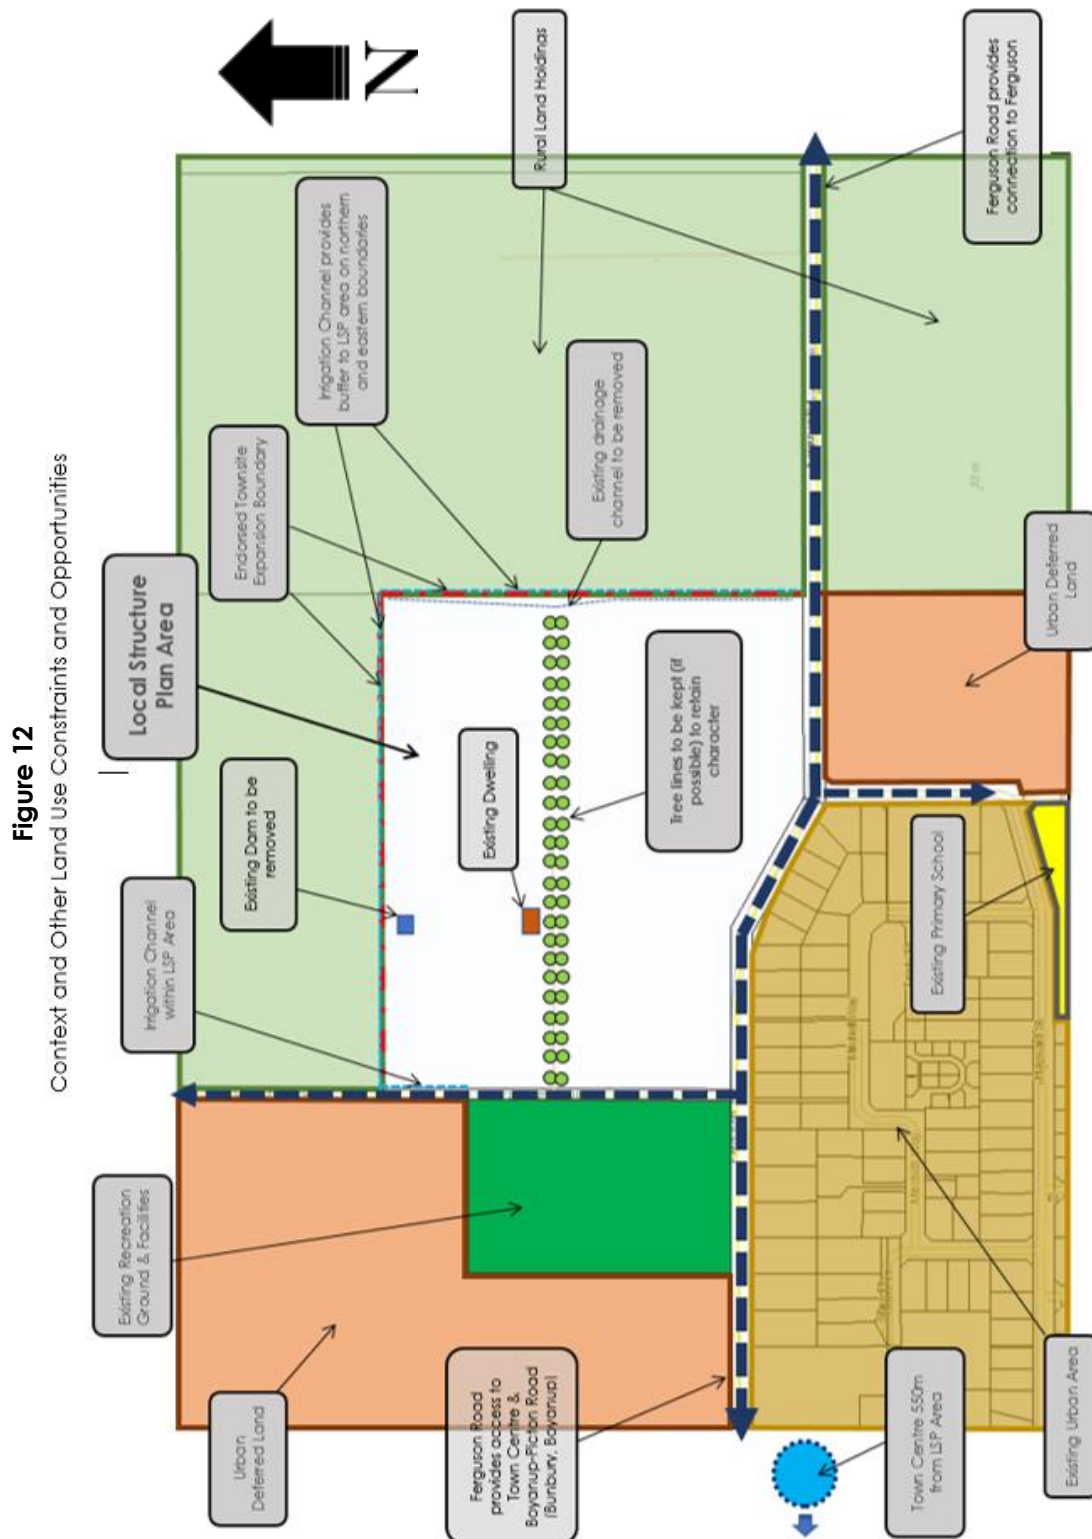 Figure 12
Context and Other Land Use Constraints and Opportunities
N
Local Structure
Plan Area
Irrigation Channel
within LSP Area
Existing Dam to be
removed
Endorsed Townsite
Expansion Boundary
Irrigation Channel provides
buffer to LSP area on northern
and eastern boundaries
Rural Land Holdings
Existing Recreation
Ground & Facilities
Urban
Deferred Land
Existing Dwelling
Existing drainage
channel to be removed
Tree lines to be kept (if
possible) to retain
character
Ferguson Road
provides access to
Town Centre &
Boyanup-Picton Road
(Bunbury, Boyanup)
Town Centre 550m
from LSP Area
Existing Urban Area
Existing Primary School
Urban Deferred
Land
Ferguson Road provides
connection to Ferguson